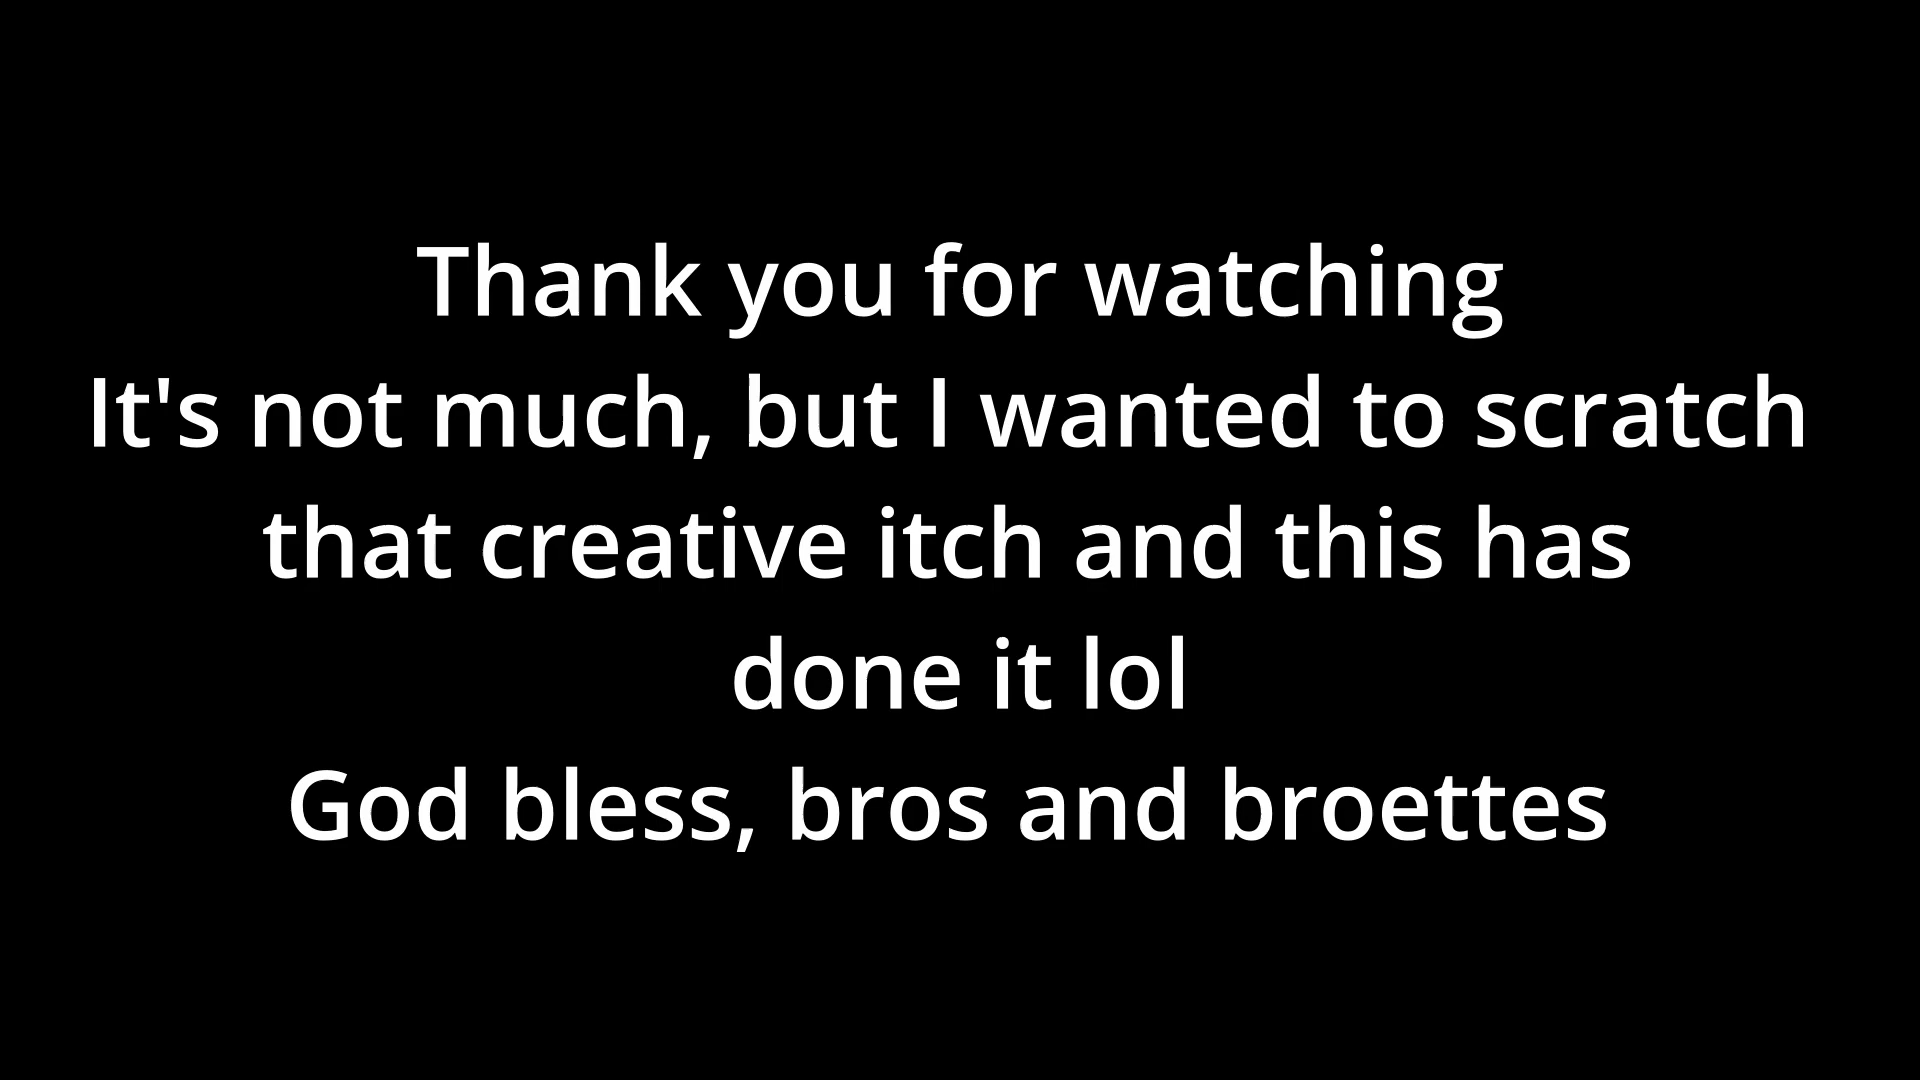 Thank you for watching
It's not much, but I wanted to scratch
that creative itch and this has
done it lol
God bless, bros and broettes